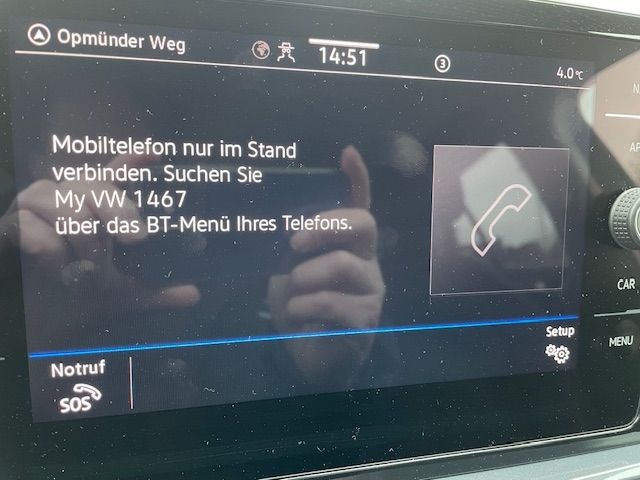 Opmünder Weg
14:51
3
4.0°C
Mobiltelefon nur im Stand
verbinden. Suchen Sie
My VW 1467
über das BT-Menü Ihres Telefons.
Setup
Notruf
SOS
CAR
MENU